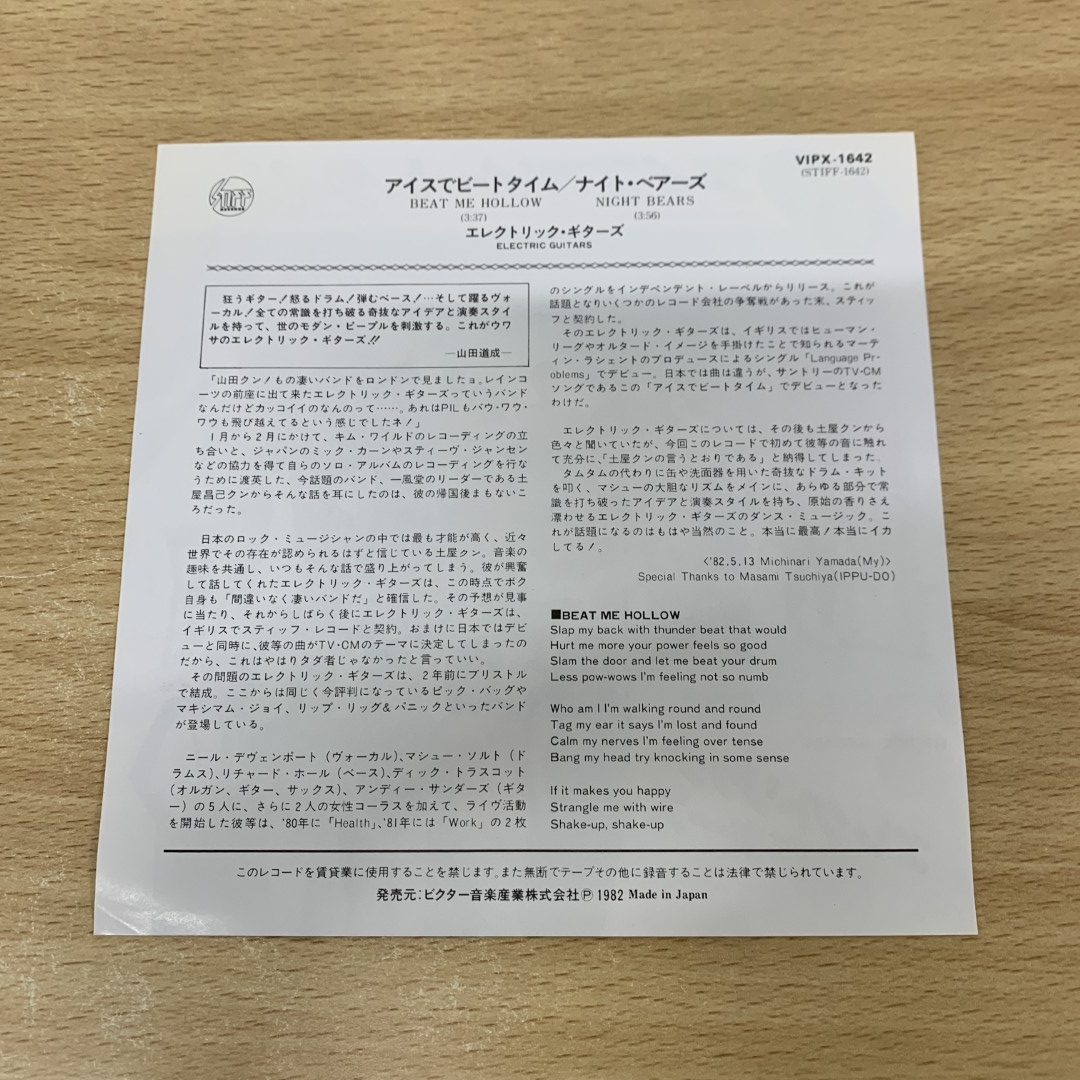 VIPX-1642
(STIFF-1642)
STIFF
RECORDS
アイスでビートタイム/ナイト・ベアーズ
BEAT ME HOLLOW NIGHT BEARS
(3:37) (3:56)
エレクトリック・ギターズ
ELECTRIC GUITARS
狂うギター!怒るドラム!弾むベース!…そして躍るヴォ
ーカル!全ての常識を打ち破る奇抜なアイデアと演奏スタイ
ルを持って、世のモダン・ピープルを刺激する。これがウワ
サのエレクトリック・ギターズ!!
—山田道成—
「山田クン!もの凄いバンドをロンドンで見ましたョ。レインコ
ーツの前座に出て来たエレクトリック・ギターズっていうバンド
なんだけどカッコイイのなんのって……。あれはPILもバウ・ワウ・
ワウも飛び越えてるという感じでしたネ!」
1月から2月にかけて、キム・ワイルドのレコーディングの立
ち合いと、ジャパンのミック・カーンやスティーヴ・ジャンセン
などの協力を得て自らのソロ・アルバムのレコーディングを行な
うために渡英した、今話題のバンド、一風堂のリーダーである土
屋昌己クンからそんな話を耳にしたのは、彼の帰国後まもないこ
ろだった。
日本のロック・ミュージシャンの中では最も才能が高く、近々
世界でその存在が認められるはずと信じている土屋クン。音楽の
趣味を共通し、いつもそんな話で盛り上がってしまう。彼が興奮
して話してくれたエレクトリック・ギターズは、この時点でボク
自身も「間違いなく凄いバンドだ」と確信した。その予想が見事
に当たり、それからしばらく後にエレクトリック・ギターズは、
イギリスでスティッフ・レコードと契約。おまけに日本ではデビ
ューと同時に、彼等の曲がTV・CMのテーマに決定してしまったの
だから、これはやはりタダ者じゃなかったと言っていい。
その問題のエレクトリック・ギターズは、2年前にブリストル
で結成。ここからは同じく今評判になっているピック・バッグや
マキシマム・ジョイ、リップ・リッグ&パニックといったバンド
が登場している。
ニール・デヴェンポート(ヴォーカル)、マシュー・ソルト(ド
ラムス)、リチャード・ホール(ベース)、ディック・トラスコット
(オルガン、ギター、サックス)、アンディー・サンダーズ(ギタ
ー)の5人に、さらに2人の女性コーラスを加えて、ライヴ活動
を開始した彼等は、'80年に「Health」、'81年には「Work」の2枚
のシングルをインデペンデント・レーベルからリリース。これが
話題となりいくつかのレコード会社の争奪戦があった末、スティッ
フと契約した。
そのエレクトリック・ギターズは、イギリスではヒューマン・
リーグやオルタード・イメージを手掛けたことで知られるマーテ
ィン・ラシェントのプロデュースによるシングル「Language Pr-
oblems」でデビュー。日本では曲は違うが、サントリーのTV・CM
ソングであるこの「アイスでビートタイム」でデビューとなった
わけだ。
エレクトリック・ギターズについては、その後も土屋クンから
色々と聞いていたが、今回このレコードで初めて彼等の音に触れ
て充分に、「土屋クンの言うとおりである」と納得してしまった。
タムタムの代わりに缶や洗面器を用いた奇抜なドラム・キット
を叩く、マシューの大胆なリズムをメインに、あらゆる部分で常
識を打ち破ったアイデアと演奏スタイルを持ち、原始の香りさえ
漂わせるエレクトリック・ギターズのダンス・ミュージック。こ
れが話題になるのはもはや当然のこと。本当に最高!本当にイカ
してる!。
〈'82.5.13 Michinari Yamada(My)〉
Special Thanks to Masami Tsuchiya(IPPU-DO)
■BEAT ME HOLLOW
Slap my back with thunder beat that would
Hurt me more your power feels so good
Slam the door and let me beat your drum
Less pow-wows I'm feeling not so numb
Who am I I'm walking round and round
Tag my ear it says I'm lost and found
Calm my nerves I'm feeling over tense
Bang my head try knocking in some sense
If it makes you happy
Strangle me with wire
Shake-up, shake-up
このレコードを賃貸業に使用することを禁じます。また無断でテープその他に録音することは法律で禁じられています。
発売元:ビクター音楽産業株式会社Ⓟ1982 Made in Japan